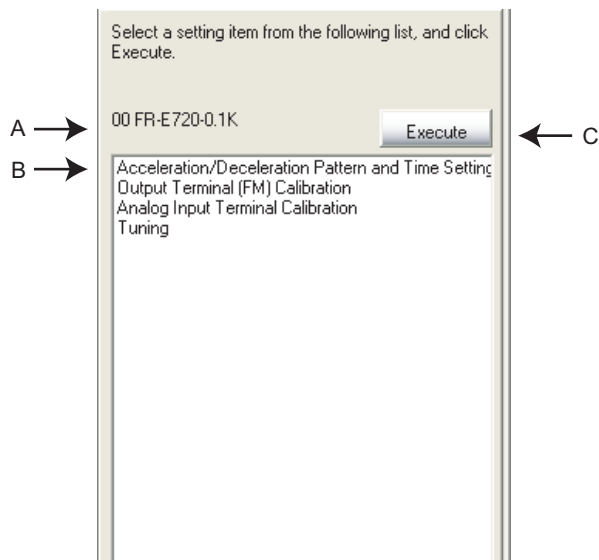 Select a setting item from the following list, and click
Execute.
A
00 FR-E720-0.1K
Execute
C
B
Acceleration/Deceleration Pattern and Time Setting
Output Terminal (FM) Calibration
Analog Input Terminal Calibration
Tuning